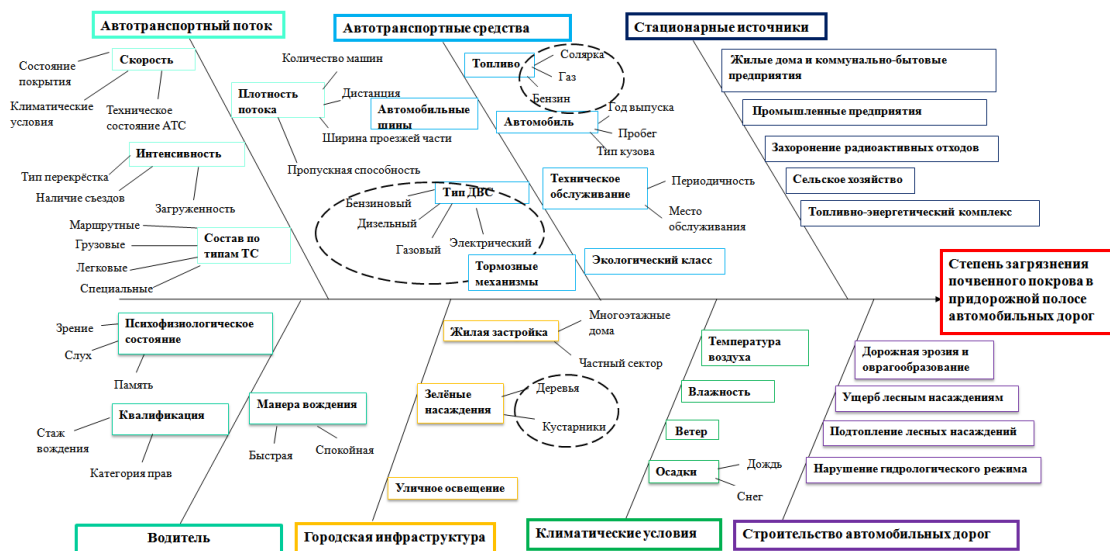 Автотранспортный поток
Автотранспортные средства
Стационарные источники
Скорость
Состояние
покрытия
Климатические
условия
Техническое
состояние АТС
Количество машин
Плотность
потока
Дистанция
Ширина проезжей части
Пропускная способность
Интенсивность
Тип перекрёстка
Наличие съездов
Загруженность
Состав по
типам ТС
Маршрутные
Грузовые
Легковые
Специальные
Топливо
Солярка
Газ
Бензин
Автомобильные
шины
Автомобиль
Год выпуска
Пробег
Тип кузова
Тип ДВС
Бензиновый
Дизельный
Газовый
Электрический
Техническое
обслуживание
Периодичность
Место
обслуживания
Тормозные
механизмы
Экологический класс
Жилые дома и коммунально-бытовые
предприятия
Промышленные предприятия
Захоронение радиоактивных отходов
Сельское хозяйство
Топливно-энергетический комплекс
Степень загрязнения
почвенного покрова в
придорожной полосе
автомобильных дорог
Психофизиологическое
состояние
Зрение
Слух
Память
Квалификация
Стаж
вождения
Категория прав
Манера вождения
Быстрая
Спокойная
Жилая застройка
Многоэтажные
дома
Частный сектор
Зелёные
насаждения
Деревья
Кустарники
Уличное освещение
Температура
воздуха
Влажность
Ветер
Осадки
Дождь
Снег
Дорожная эрозия и
оврагообразование
Ущерб лесным насаждениям
Подтопление лесных насаждений
Нарушение гидрологического режима
Водитель
Городская инфраструктура
Климатические условия
Строительство автомобильных дорог